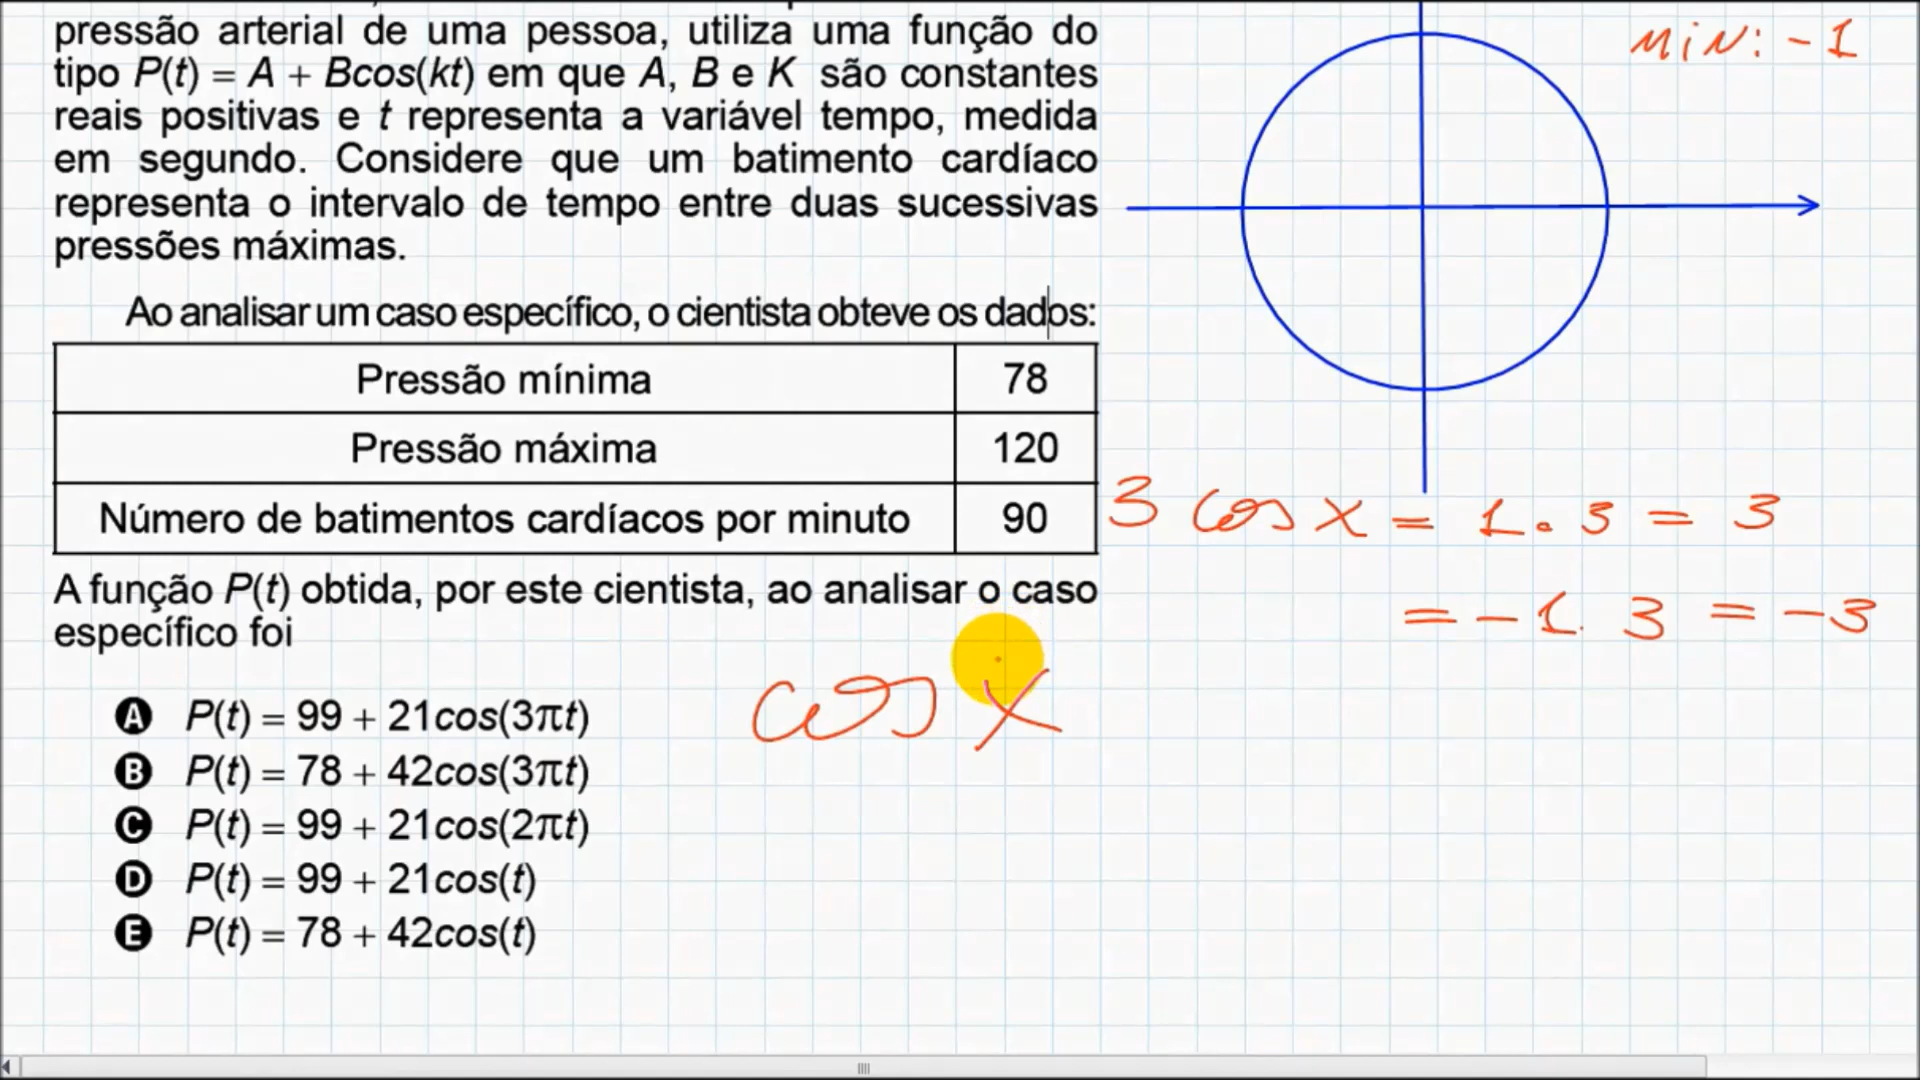 pressão arterial de uma pessoa, utiliza uma função do
tipo P(t) = A + Bcos(kt) em que A, B e K são constantes
reais positivas e t representa a variável tempo, medida
em segundo. Considere que um batimento cardíaco
representa o intervalo de tempo entre duas sucessivas
pressões máximas.
Ao analisar um caso específico, o cientista obteve os dados:
Pressão mínima 78
Pressão máxima 120
Número de batimentos cardíacos por minuto 90
A função P(t) obtida, por este cientista, ao analisar o caso
específico foi
A P(t) = 99 + 21cos(3πt)
B P(t) = 78 + 42cos(3πt)
C P(t) = 99 + 21cos(2πt)
D P(t) = 99 + 21cos(t)
E P(t) = 78 + 42cos(t)
cos x
MiN: -1
3 cos x = 1. 3 = 3
= -1. 3 = -3